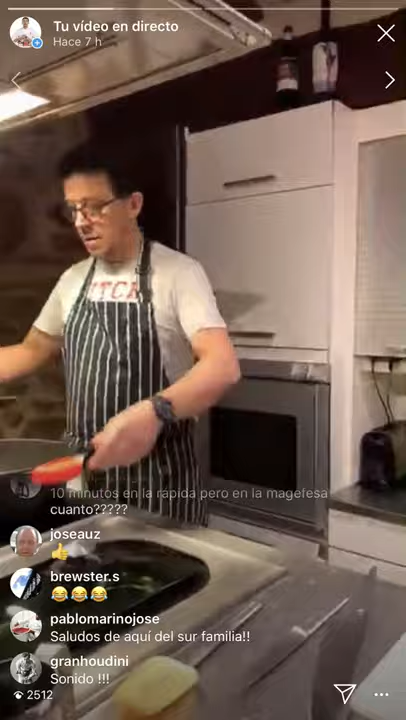 Tu vídeo en directo
Hace 7 h
10 minutos en la rápida pero en la magefesa
cuanto?????
joseauz
👍
brewster.s
😂😂😂
pablomarinojose
Saludos de aquí del sur familia!!
granhoudini
Sonido !!!
2512